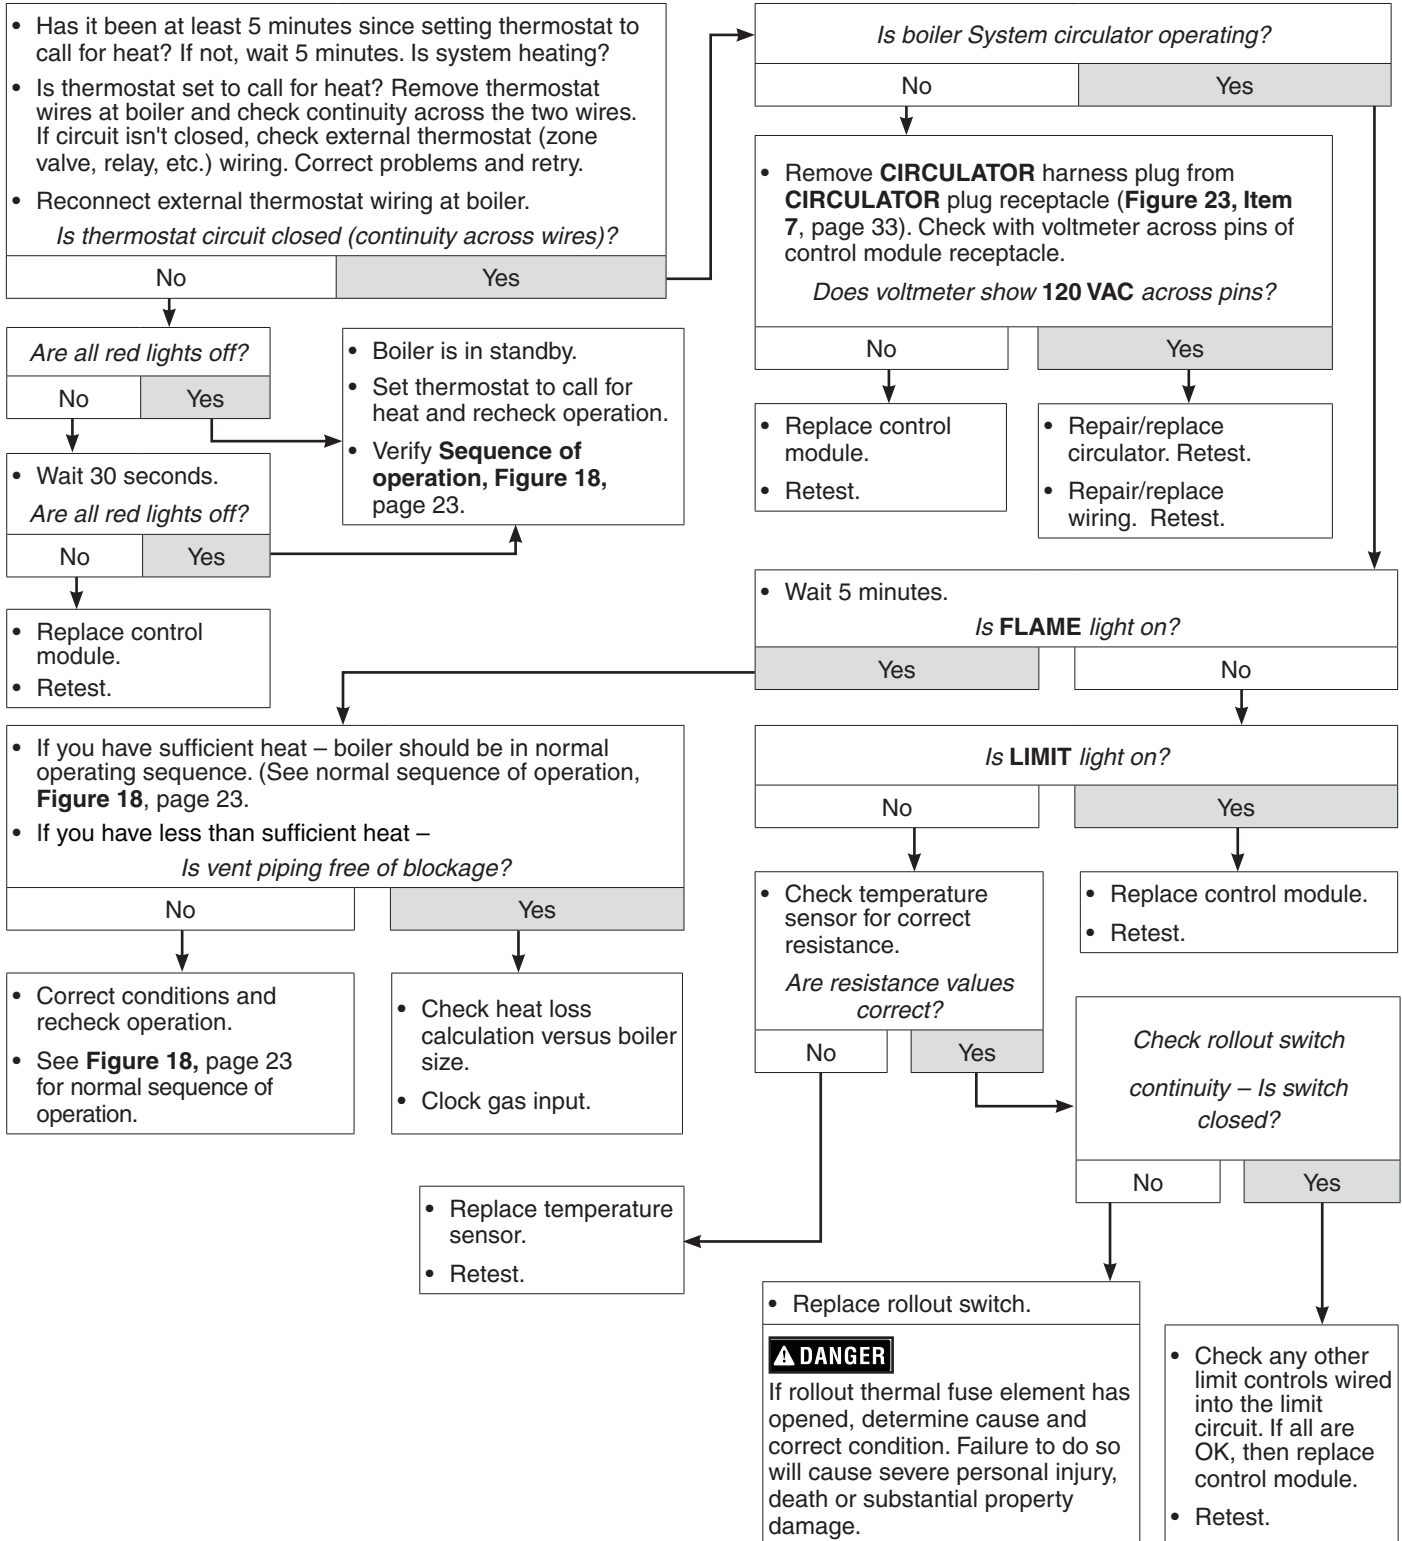 • Has it been at least 5 minutes since setting thermostat to
call for heat? If not, wait 5 minutes. Is system heating?
• Is thermostat set to call for heat? Remove thermostat
wires at boiler and check continuity across the two wires.
If circuit isn't closed, check external thermostat (zone
valve, relay, etc.) wiring. Correct problems and retry.
• Reconnect external thermostat wiring at boiler.
Is thermostat circuit closed (continuity across wires)?
No
Yes
Are all red lights off?
No
Yes
• Boiler is in standby.
• Set thermostat to call for
heat and recheck operation.
• Verify Sequence of
operation, Figure 18,
page 23.
• Wait 30 seconds.
Are all red lights off?
No
Yes
• Replace control
module.
• Retest.
Is boiler System circulator operating?
No
Yes
• Remove CIRCULATOR harness plug from
CIRCULATOR plug receptacle (Figure 23, Item
7, page 33). Check with voltmeter across pins of
control module receptacle.
Does voltmeter show 120 VAC across pins?
No
Yes
• Replace control
module.
• Retest.
• Repair/replace
circulator. Retest.
• Repair/replace
wiring. Retest.
• Wait 5 minutes.
Is FLAME light on?
Yes
No
• If you have sufficient heat – boiler should be in normal
operating sequence. (See normal sequence of operation,
Figure 18, page 23.
• If you have less than sufficient heat –
Is vent piping free of blockage?
No
Yes
• Correct conditions and
recheck operation.
• See Figure 18, page 23
for normal sequence of
operation.
• Check heat loss
calculation versus boiler
size.
• Clock gas input.
Is LIMIT light on?
No
Yes
• Check temperature
sensor for correct
resistance.
Are resistance values
correct?
No
Yes
• Replace control module.
• Retest.
Check rollout switch
continuity – Is switch
closed?
No
Yes
• Replace temperature
sensor.
• Retest.
• Replace rollout switch.
⚠ DANGER
If rollout thermal fuse element has
opened, determine cause and
correct condition. Failure to do so
will cause severe personal injury,
death or substantial property
damage.
• Check any other
limit controls wired
into the limit
circuit. If all are
OK, then replace
control module.
• Retest.